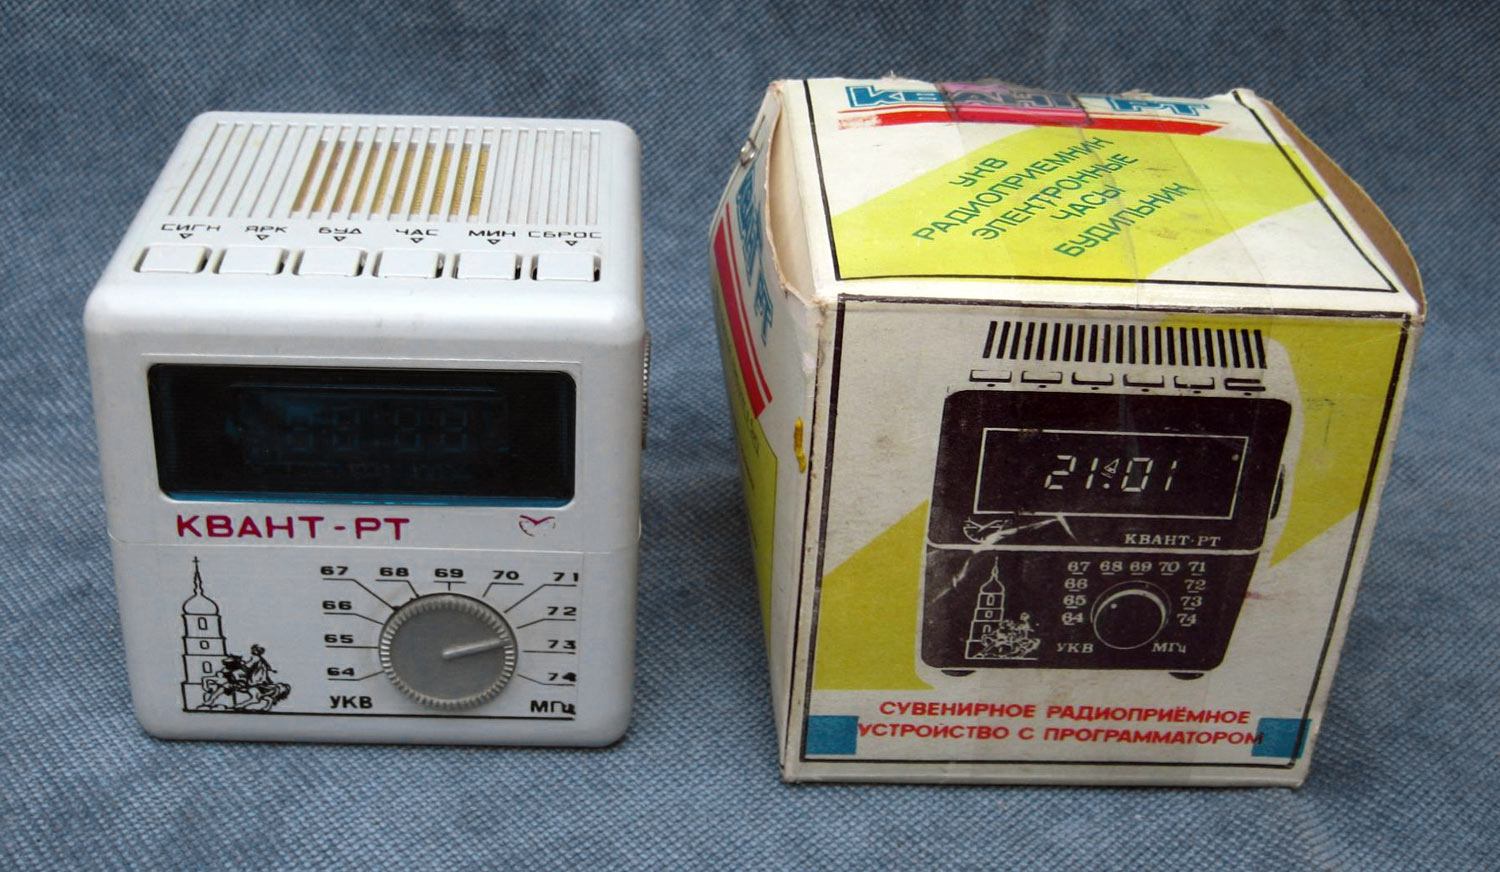 СИГН ЯРК БУД ЧАС МИН СБРОС
КВАНТ-РТ
67 68 69 70 71
66 72
65 73
64 74
УКВ МГц
КВАНТ РТ
УКВ
РАДИОПРИЕМНИК
ЭЛЕКТРОННЫЕ
ЧАСЫ
БУДИЛЬНИК
КВАНТ РТ
21:01
КВАНТ-РТ
67 68 69 70 71
66 72
65 73
64 74
УКВ МГц
СУВЕНИРНОЕ РАДИОПРИЁМНОЕ
УСТРОЙСТВО С ПРОГРАММАТОРОМ